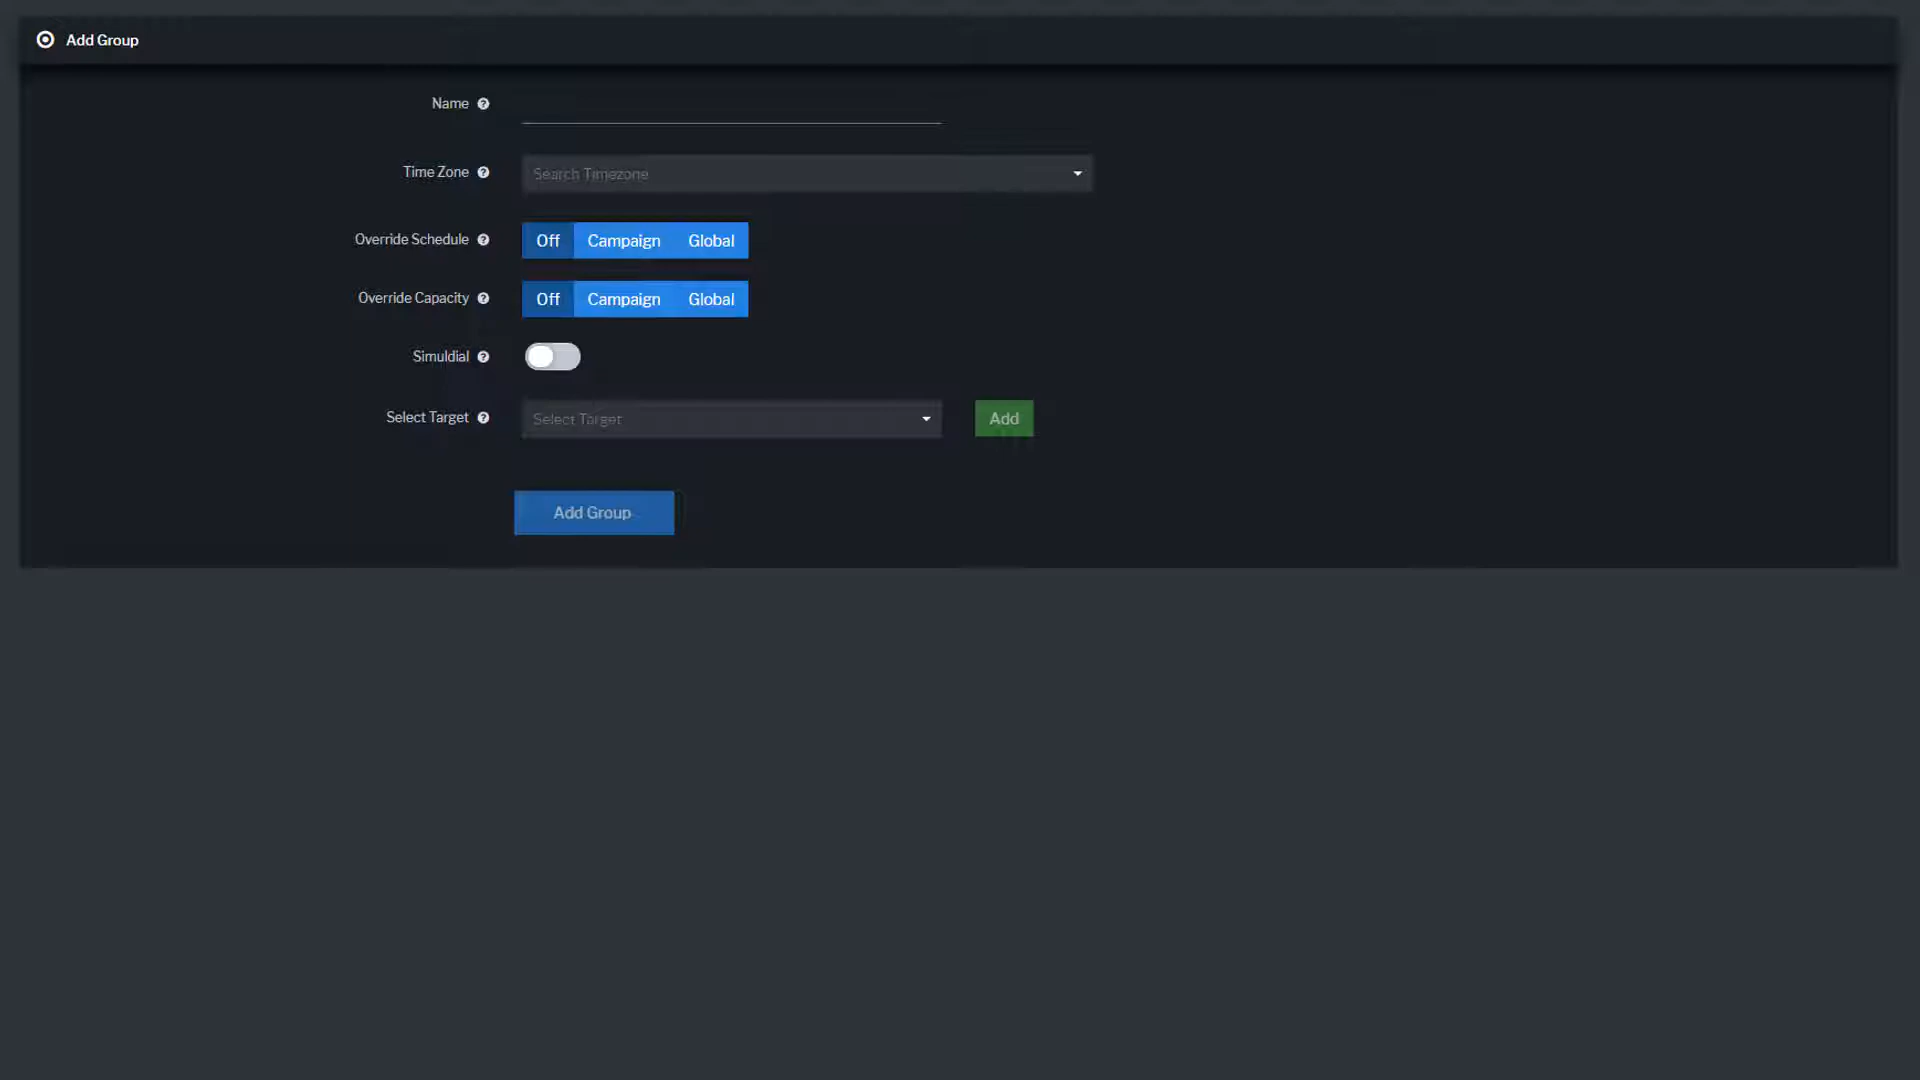 Add Group
Name
Time Zone
Search Timezone
Override Schedule
Off Campaign Global
Override Capacity
Off Campaign Global
Simuldial
Select Target
Select Target
Add
Add Group